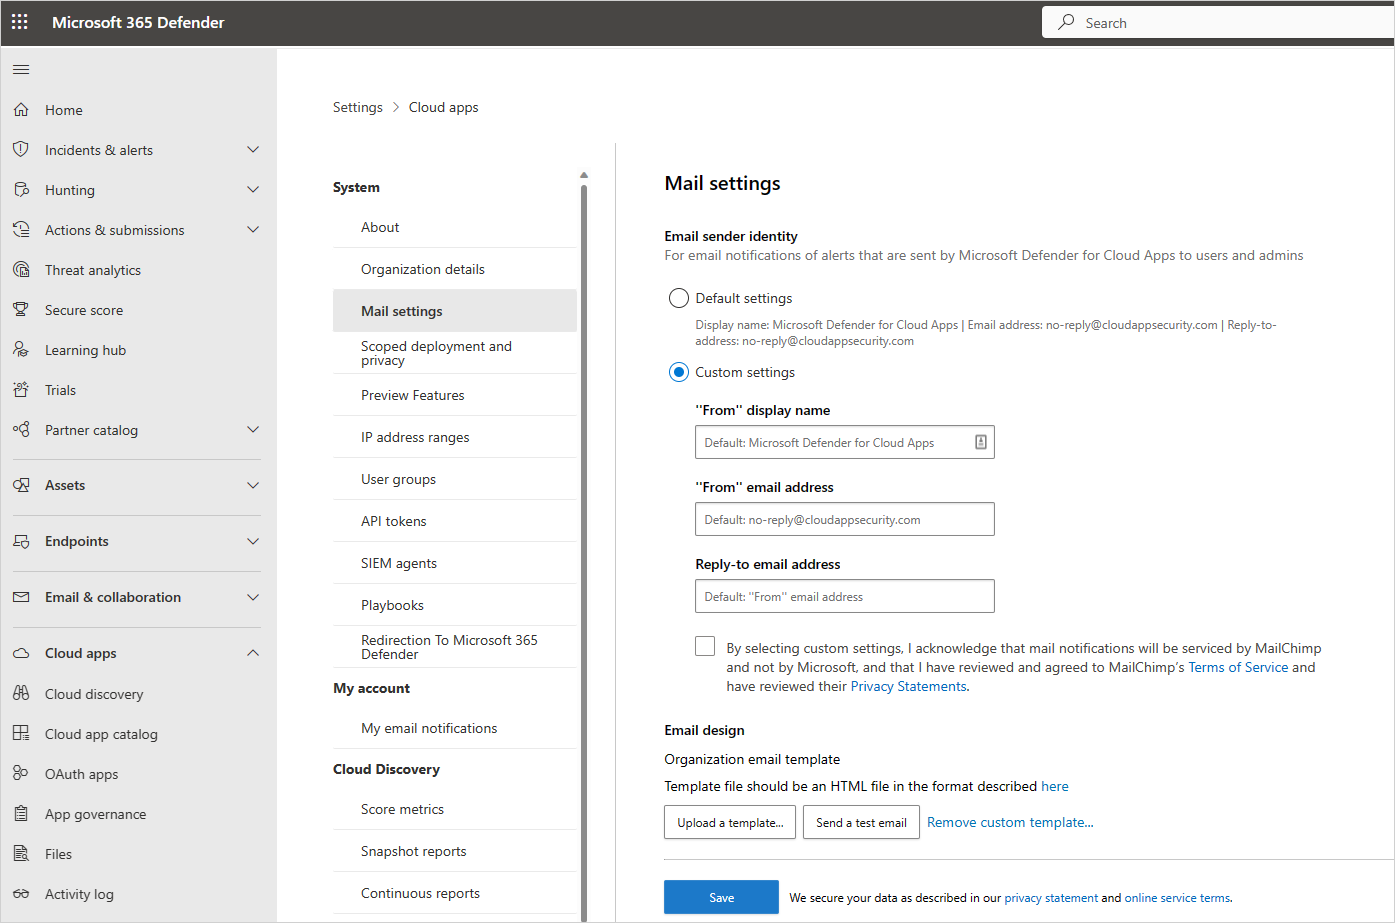 Microsoft 365 Defender
Search
Home
Incidents & alerts
Hunting
Actions & submissions
Threat analytics
Secure score
Learning hub
Trials
Partner catalog
Assets
Endpoints
Email & collaboration
Cloud apps
Cloud discovery
Cloud app catalog
OAuth apps
App governance
Files
Activity log
Settings > Cloud apps
System
About
Organization details
Mail settings
Scoped deployment and
privacy
Preview Features
IP address ranges
User groups
API tokens
SIEM agents
Playbooks
Redirection To Microsoft 365
Defender
My account
My email notifications
Cloud Discovery
Score metrics
Snapshot reports
Continuous reports
Mail settings
Email sender identity
For email notifications of alerts that are sent by Microsoft Defender for Cloud Apps to users and admins
Default settings
Display name: Microsoft Defender for Cloud Apps | Email address: no-reply@cloudappsecurity.com | Reply-to-
address: no-reply@cloudappsecurity.com
Custom settings
"From" display name
Default: Microsoft Defender for Cloud Apps
"From" email address
Default: no-reply@cloudappsecurity.com
Reply-to email address
Default: "From" email address
By selecting custom settings, I acknowledge that mail notifications will be serviced by MailChimp
and not by Microsoft, and that I have reviewed and agreed to MailChimp's Terms of Service and
have reviewed their Privacy Statements.
Email design
Organization email template
Template file should be an HTML file in the format described here
Upload a template... Send a test email Remove custom template...
Save We secure your data as described in our privacy statement and online service terms.